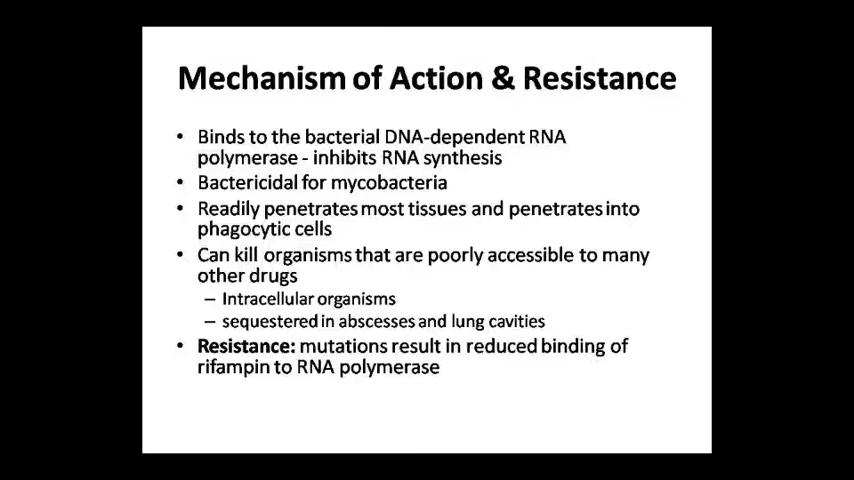 Mechanism of Action & Resistance
• Binds to the bacterial DNA-dependent RNA
polymerase - inhibits RNA synthesis
• Bactericidal for mycobacteria
• Readily penetrates most tissues and penetrates into
phagocytic cells
• Can kill organisms that are poorly accessible to many
other drugs
– Intracellular organisms
– sequestered in abscesses and lung cavities
• Resistance: mutations result in reduced binding of
rifampin to RNA polymerase